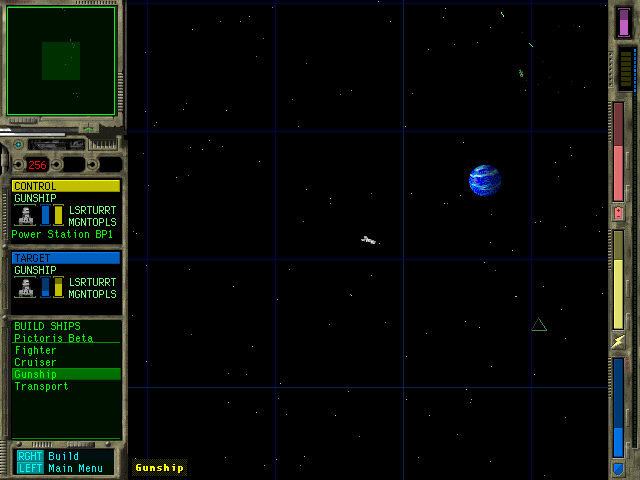 256
CONTROL
GUNSHIP
LSRTURRT
MGNTOPLS
Power Station BP1
TARGET
GUNSHIP
LSRTURRT
MGNTOPLS
BUILD SHIPS
Pictoris Beta
Fighter
Cruiser
Gunship
Transport
RGHT Build
LEFT Main Menu
Gunship